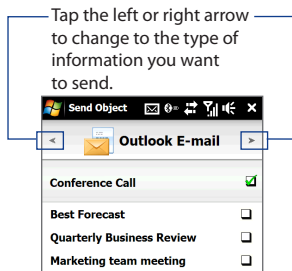 Tap the left or right arrow
to change to the type of
information you want
to send.
Send Object
Outlook E-mail
Conference Call
Best Forecast
Quarterly Business Review
Marketing team meeting